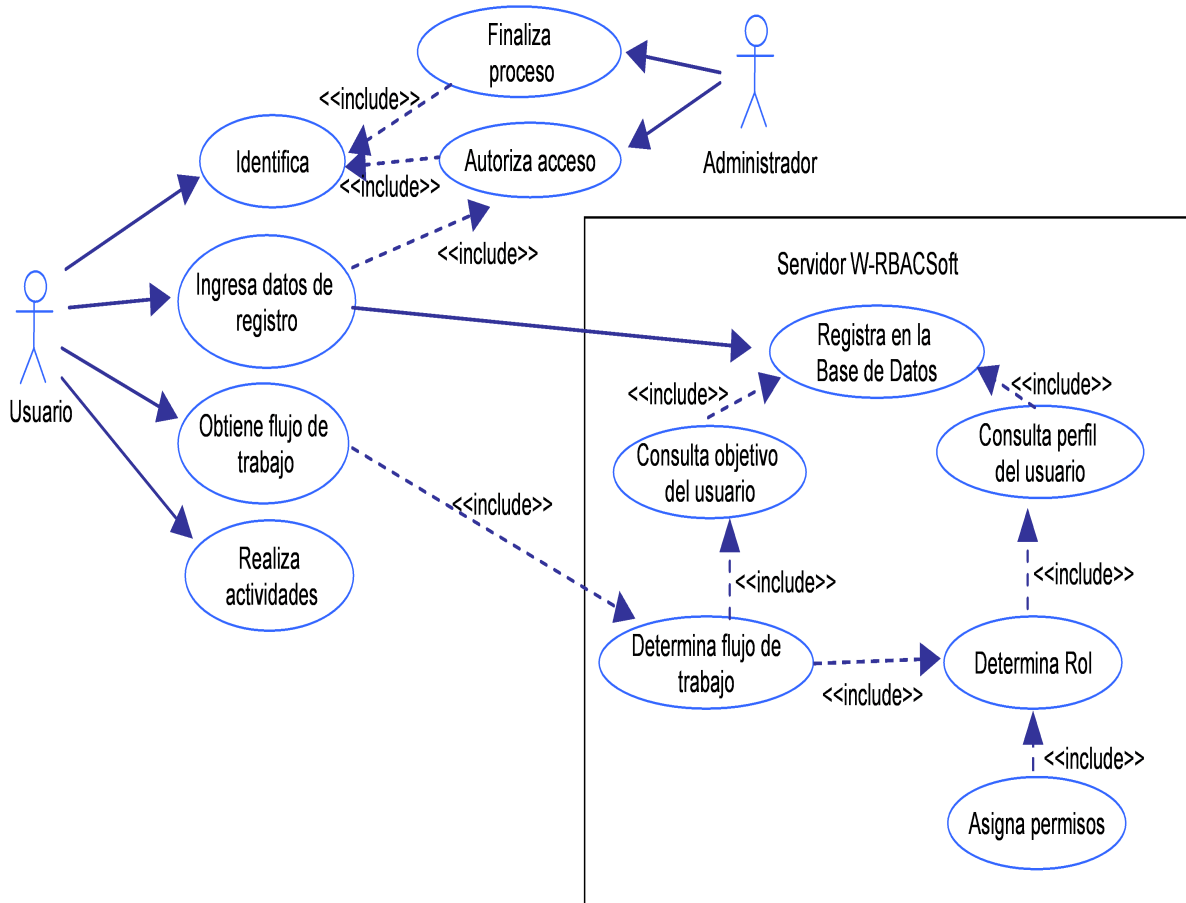 Finaliza
proceso
<<include>>
Identifica
Autoriza acceso
<<include>>
Administrador
<<include>>
Servidor W-RBACSoft
Ingresa datos de
registro
Registra en la
Base de Datos
Usuario
<<include>>
<<include>>
Obtiene flujo de
trabajo
Consulta objetivo
del usuario
Consulta perfil
del usuario
<<include>>
Realiza
actividades
<<include>>
<<include>>
Determina flujo de
trabajo
Determina Rol
<<include>>
<<include>>
Asigna permisos